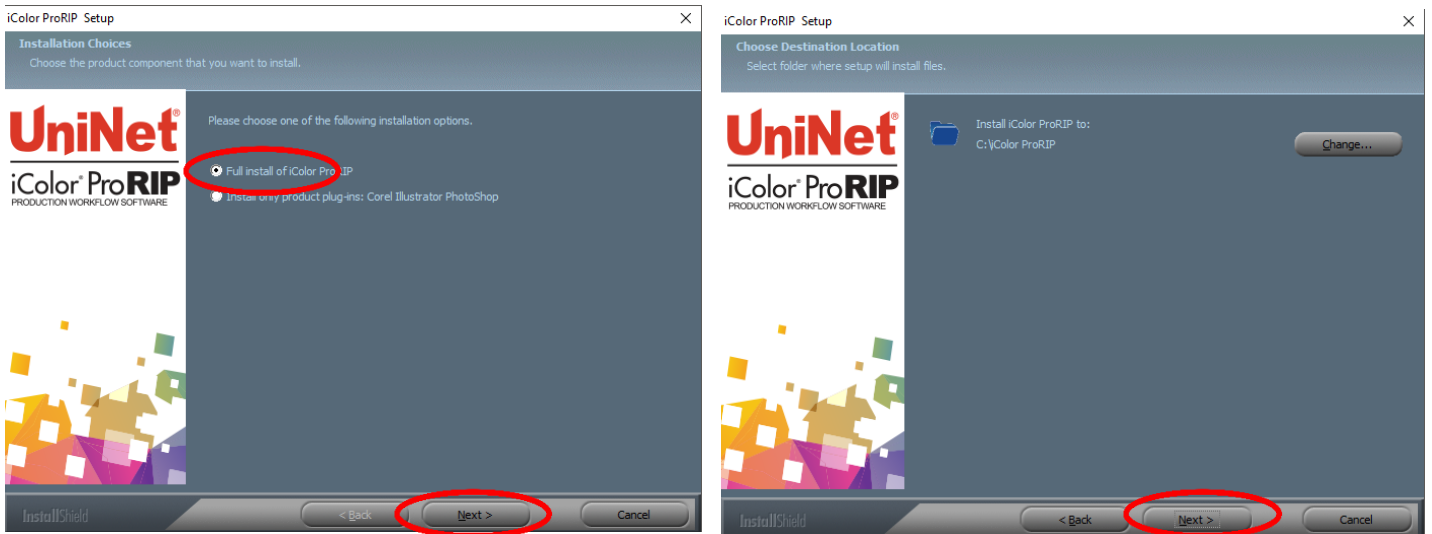 iColor ProRIP Setup
Installation Choices
Choose the product component that you want to install.
UniNet®
iColor® ProRIP
PRODUCTION WORKFLOW SOFTWARE
Please choose one of the following installation options.
Full install of iColor ProRIP
Install only product plug-ins: Corel Illustrator PhotoShop
InstallShield
< Back
Next >
Cancel
iColor ProRIP Setup
Choose Destination Location
Select folder where setup will install files.
UniNet®
iColor® ProRIP
PRODUCTION WORKFLOW SOFTWARE
Install iColor ProRIP to:
C:\iColor ProRIP
Change...
InstallShield
< Back
Next >
Cancel